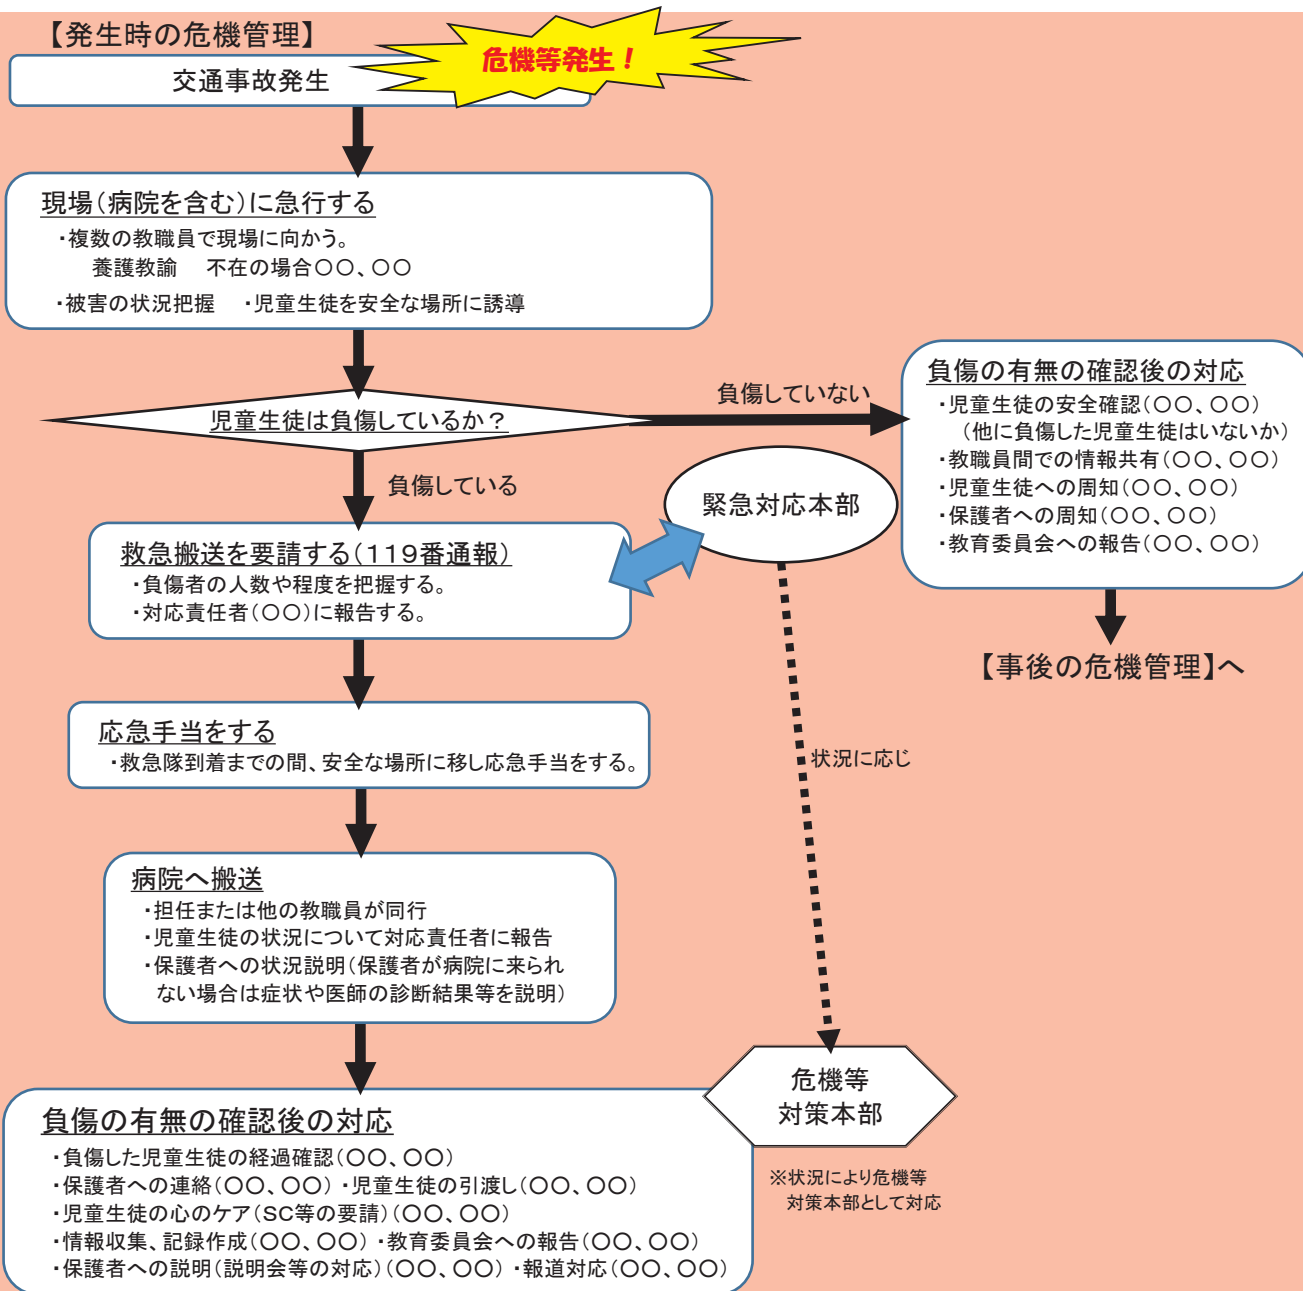 【発生時の危機管理】
危機等発生！
交通事故発生
現場(病院を含む)に急行する
・複数の教職員で現場に向かう。
養護教諭　不在の場合〇〇、〇〇
・被害の状況把握　・児童生徒を安全な場所に誘導
児童生徒は負傷しているか？
負傷していない
負傷している
負傷の有無の確認後の対応
・児童生徒の安全確認(〇〇、〇〇)
(他に負傷した児童生徒はいないか)
・教職員間での情報共有(〇〇、〇〇)
・児童生徒への周知(〇〇、〇〇)
・保護者への周知(〇〇、〇〇)
・教育委員会への報告(〇〇、〇〇)
【事後の危機管理】へ
緊急対応本部
救急搬送を要請する(119番通報)
・負傷者の人数や程度を把握する。
・対応責任者(〇〇)に報告する。
応急手当をする
・救急隊到着までの間、安全な場所に移し応急手当をする。
状況に応じ
病院へ搬送
・担任または他の教職員が同行
・児童生徒の状況について対応責任者に報告
・保護者への状況説明(保護者が病院に来られ
ない場合は症状や医師の診断結果等を説明)
危機等
対策本部
※状況により危機等
対策本部として対応
負傷の有無の確認後の対応
・負傷した児童生徒の経過確認(〇〇、〇〇)
・保護者への連絡(〇〇、〇〇)・児童生徒の引渡し(〇〇、〇〇)
・児童生徒の心のケア(SC等の要請)(〇〇、〇〇)
・情報収集、記録作成(〇〇、〇〇)・教育委員会への報告(〇〇、〇〇)
・保護者への説明(説明会等の対応)(〇〇、〇〇)・報道対応(〇〇、〇〇)